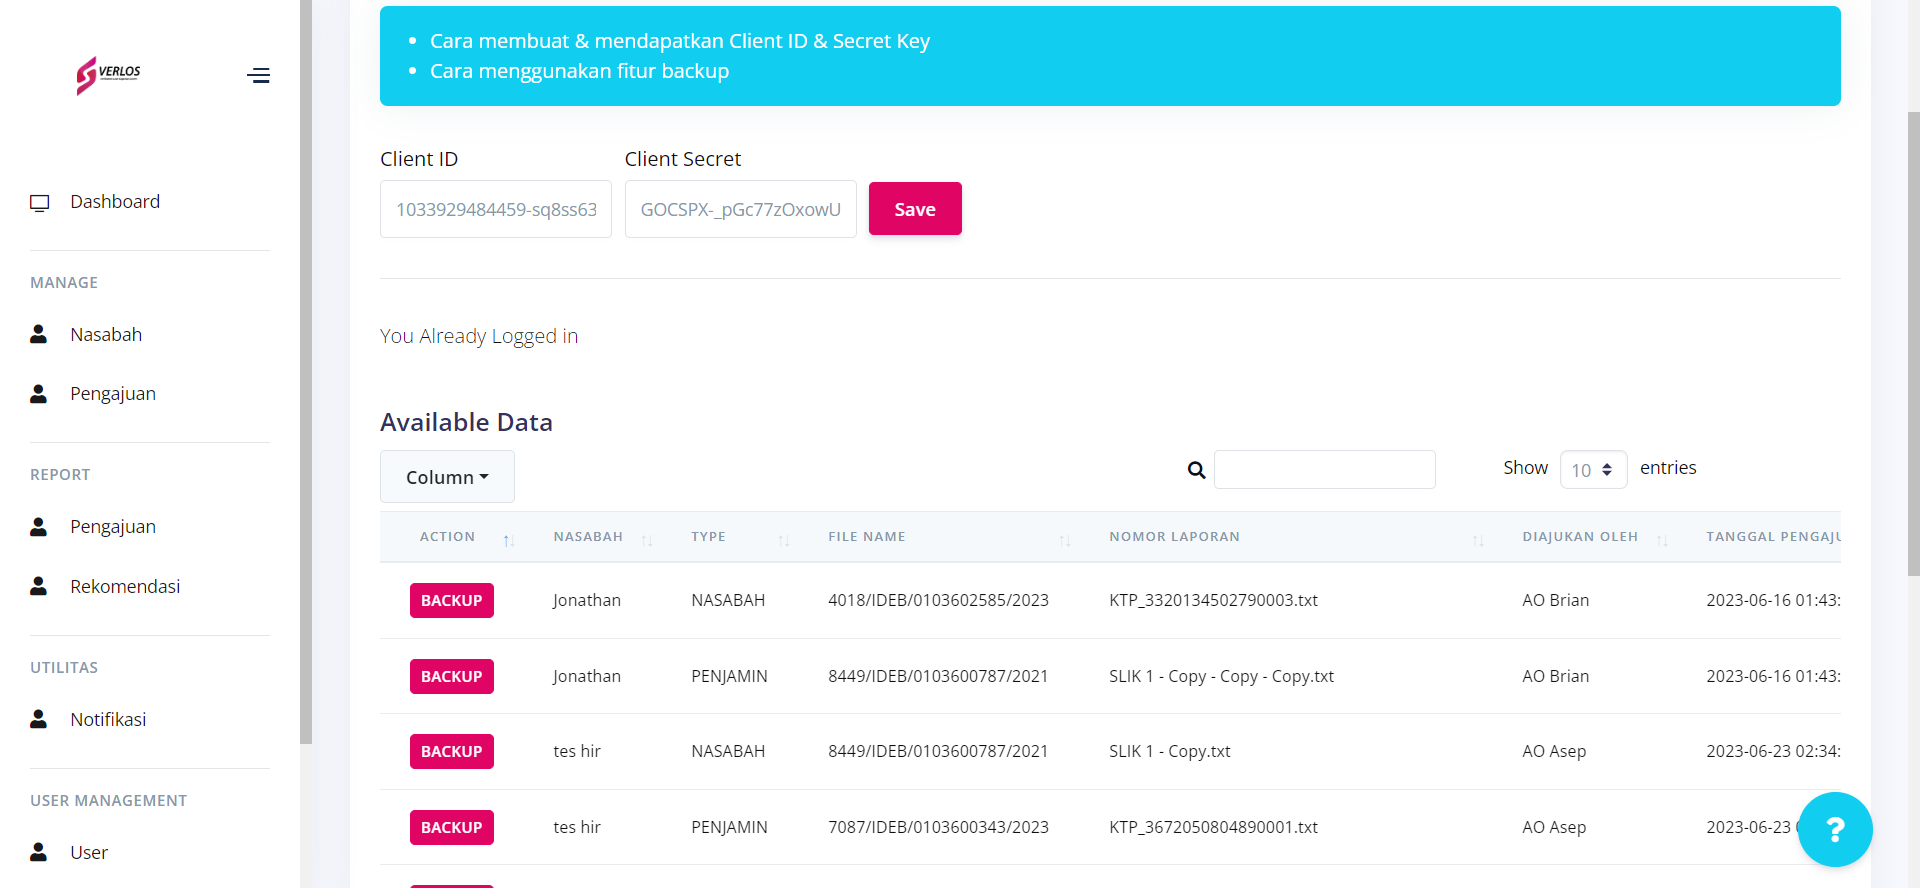 VERLOS
Dashboard
MANAGE
Nasabah
Pengajuan
REPORT
Pengajuan
Rekomendasi
UTILITAS
Notifikasi
USER MANAGEMENT
User
Cara membuat & mendapatkan Client ID & Secret Key
Cara menggunakan fitur backup
Client ID Client Secret
1033929484459-sq8ss63 GOCSPX-_pGc77zOxowU Save
You Already Logged in
Available Data
Column Show 10 entries
ACTION NASABAH TYPE FILE NAME NOMOR LAPORAN DIAJUKAN OLEH TANGGAL PENGAJU
BACKUP Jonathan NASABAH 4018/IDEB/0103602585/2023 KTP_3320134502790003.txt AO Brian 2023-06-16 01:43:
BACKUP Jonathan PENJAMIN 8449/IDEB/0103600787/2021 SLIK 1 - Copy - Copy - Copy.txt AO Brian 2023-06-16 01:43:
BACKUP tes hir NASABAH 8449/IDEB/0103600787/2021 SLIK 1 - Copy.txt AO Asep 2023-06-23 02:34:
BACKUP tes hir PENJAMIN 7087/IDEB/0103600343/2023 KTP_3672050804890001.txt AO Asep 2023-06-23
?